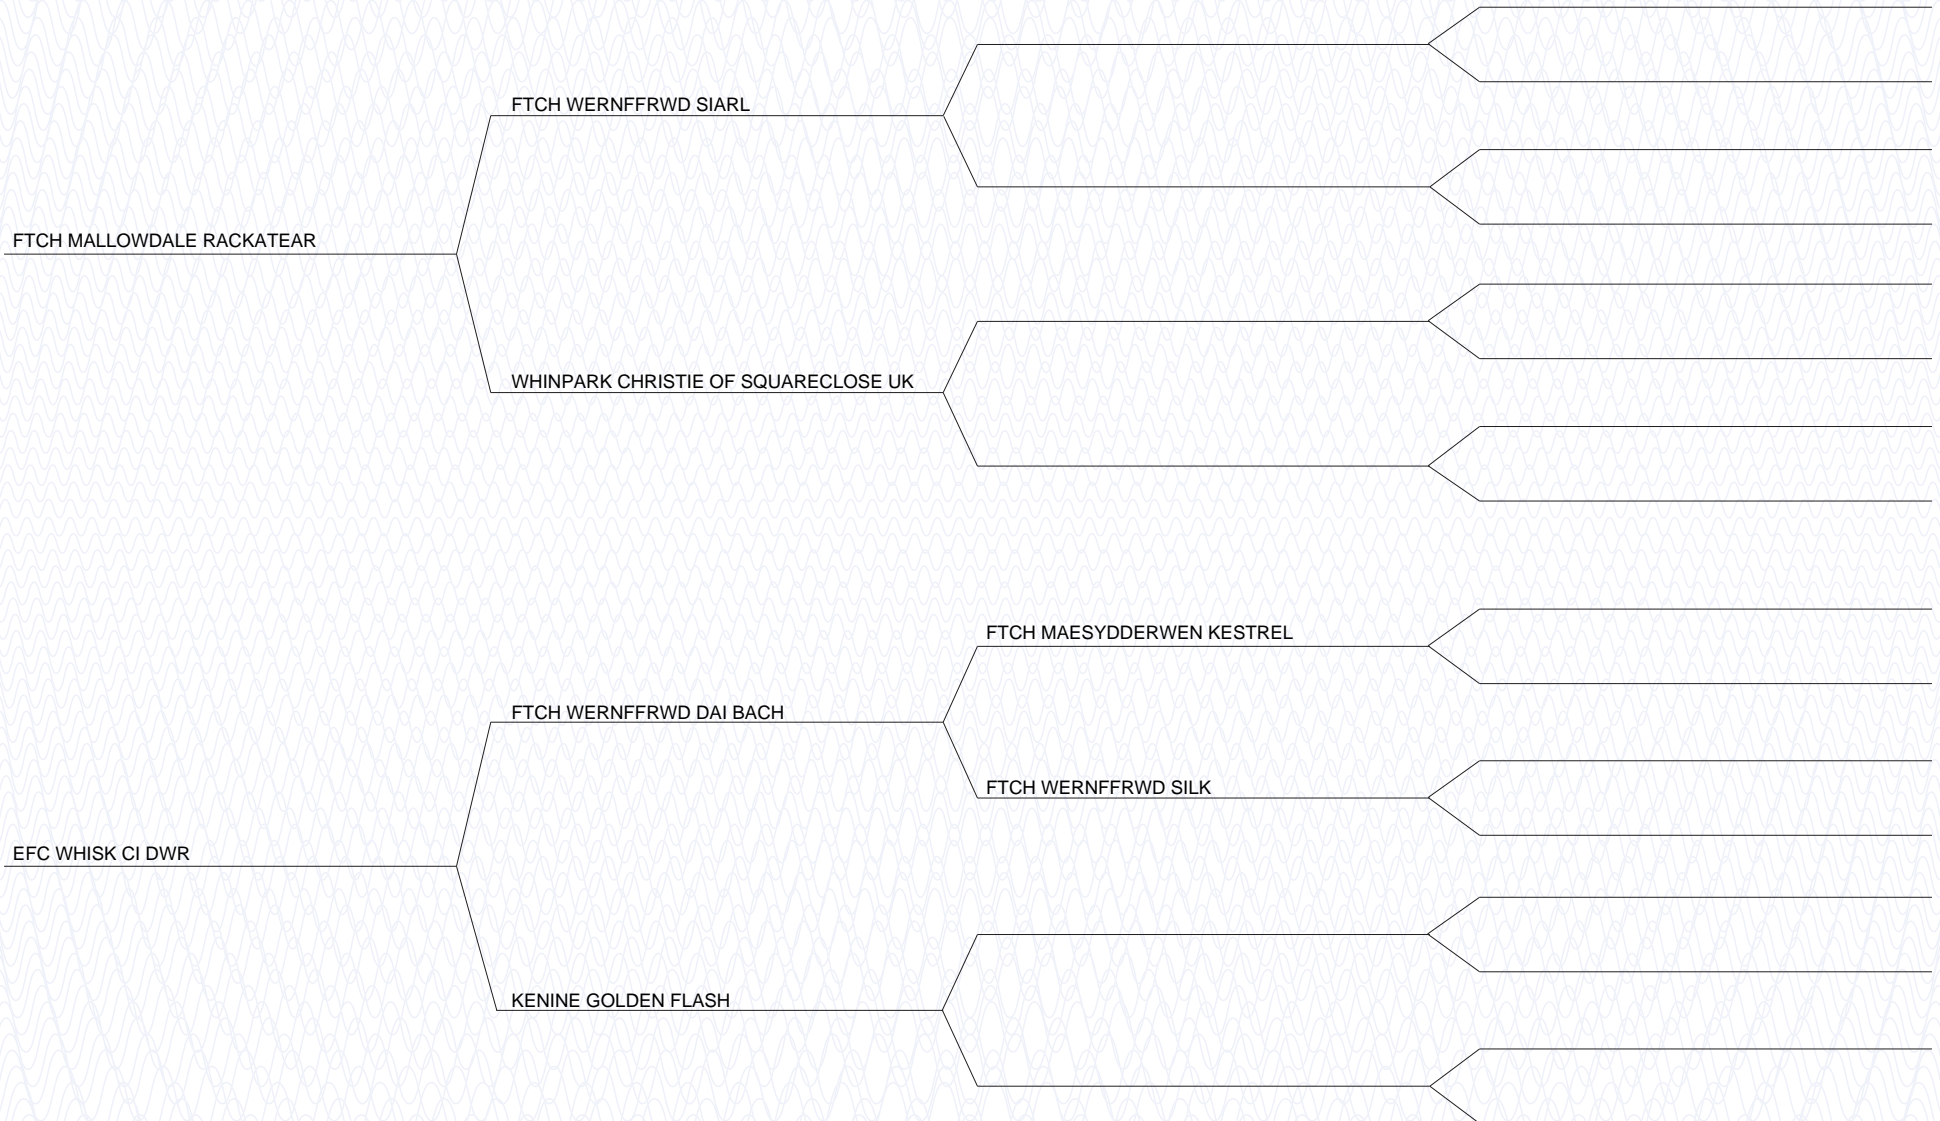 FTCH WERNFFRWD SIARL
FTCH MALLOWDALE RACKATEAR
WHINPARK CHRISTIE OF SQUARECLOSE UK
FTCH MAESYDDERWEN KESTREL
FTCH WERNFFRWD DAI BACH
FTCH WERNFFRWD SILK
EFC WHISK CI DWR
KENINE GOLDEN FLASH